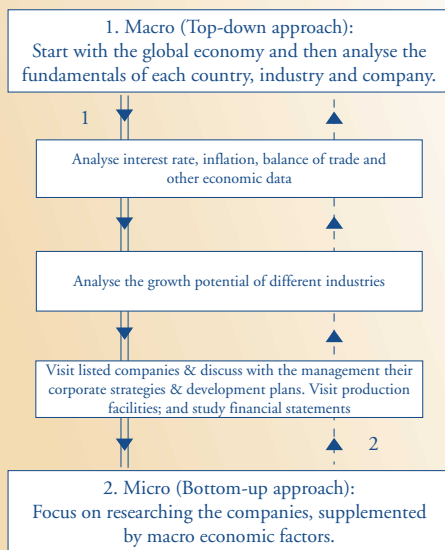 1. Macro (Top-down approach):
Start with the global economy and then analyse the
fundamentals of each country, industry and company.
1
Analyse interest rate, inflation, balance of trade and
other economic data
Analyse the growth potential of different industries
Visit listed companies & discuss with the management their
corporate strategies & development plans. Visit production
facilities; and study financial statements
2
2. Micro (Bottom-up approach):
Focus on researching the companies, supplemented
by macro economic factors.